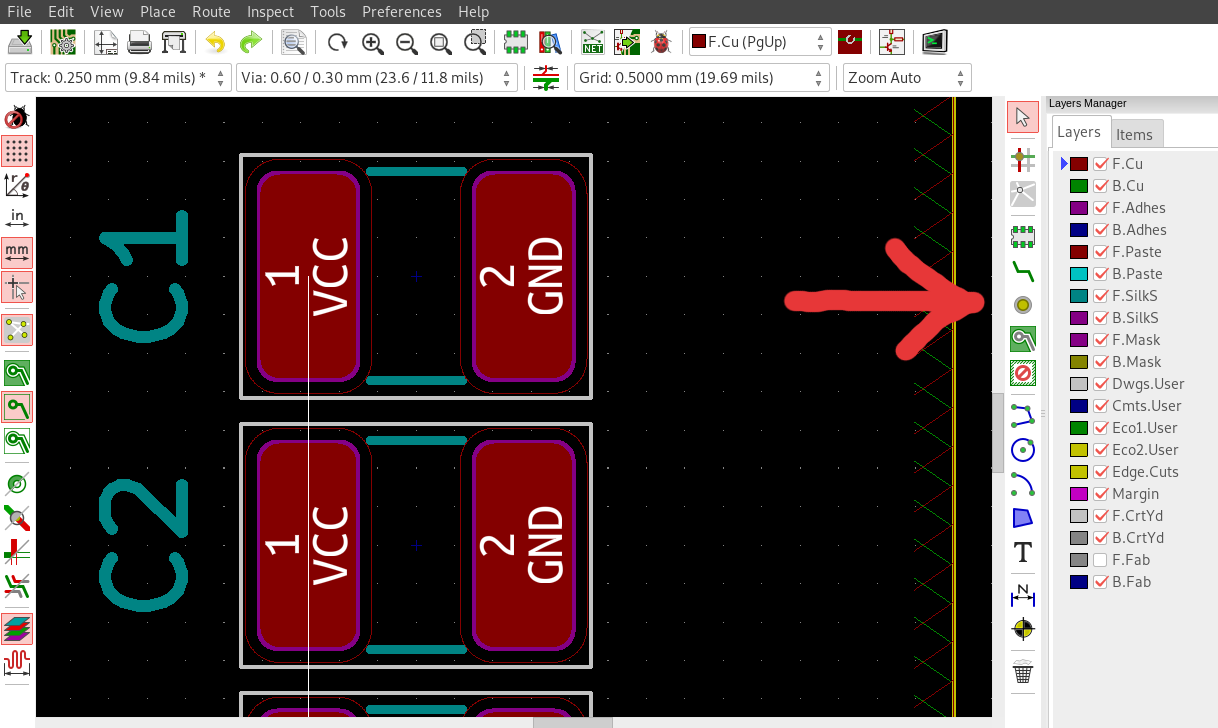 File Edit View Place Route Inspect Tools Preferences Help
NET
F.Cu (PgUp)
Track: 0.250 mm (9.84 mils) *
Via: 0.60 / 0.30 mm (23.6 / 11.8 mils)
Grid: 0.5000 mm (19.69 mils)
Zoom Auto
r
θ
in
mm
C1
1
VCC
2
GND
C2
1
VCC
2
GND
T
N
Layers Manager
Layers Items
F.Cu
B.Cu
F.Adhes
B.Adhes
F.Paste
B.Paste
F.SilkS
B.SilkS
F.Mask
B.Mask
Dwgs.User
Cmts.User
Eco1.User
Eco2.User
Edge.Cuts
Margin
F.CrtYd
B.CrtYd
F.Fab
B.Fab